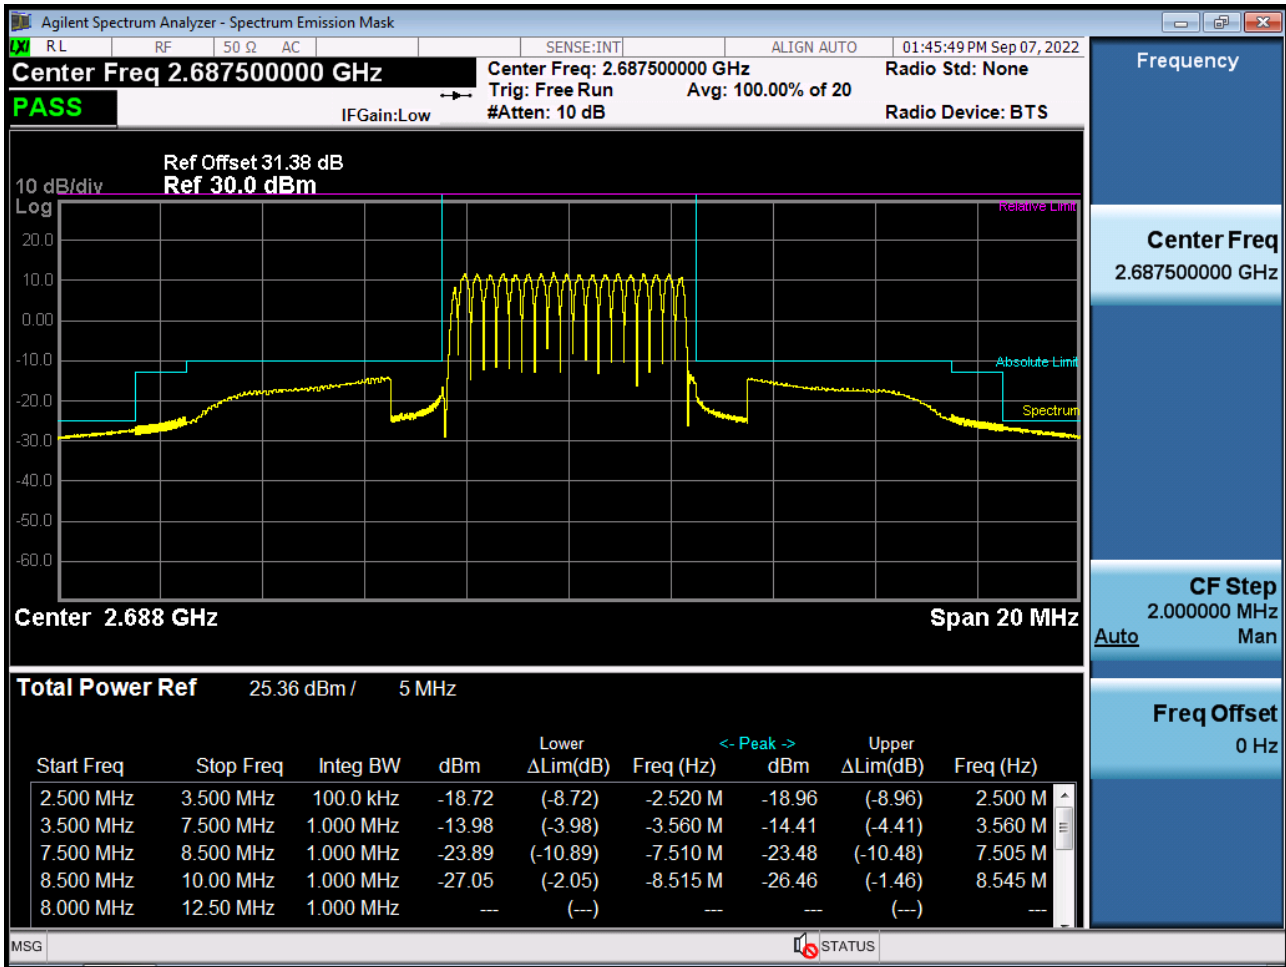 Agilent Spectrum Analyzer - Spectrum Emission Mask
LXI RL RF 50 Ω AC SENSE:INT ALIGN AUTO 01:45:49 PM Sep 07, 2022
Center Freq 2.687500000 GHz
Center Freq: 2.687500000 GHz Radio Std: None
Trig: Free Run Avg: 100.00% of 20
PASS
IFGain:Low #Atten: 10 dB Radio Device: BTS
Ref Offset 31.38 dB
10 dB/div Ref 30.0 dBm
Log
Relative Limit
20.0
10.0
0.00
-10.0
Absolute Limit
-20.0
Spectrum
-30.0
-40.0
-50.0
-60.0
Center 2.688 GHz Span 20 MHz
Total Power Ref 25.36 dBm / 5 MHz
Lower <- Peak -> Upper
Start Freq Stop Freq Integ BW dBm ΔLim(dB) Freq (Hz) dBm ΔLim(dB) Freq (Hz)
2.500 MHz 3.500 MHz 100.0 kHz -18.72 (-8.72) -2.520 M -18.96 (-8.96) 2.500 M
3.500 MHz 7.500 MHz 1.000 MHz -13.98 (-3.98) -3.560 M -14.41 (-4.41) 3.560 M
7.500 MHz 8.500 MHz 1.000 MHz -23.89 (-10.89) -7.510 M -23.48 (-10.48) 7.505 M
8.500 MHz 10.00 MHz 1.000 MHz -27.05 (-2.05) -8.515 M -26.46 (-1.46) 8.545 M
8.000 MHz 12.50 MHz 1.000 MHz --- (---) --- --- (---) ---
MSG STATUS
Frequency
Center Freq
2.687500000 GHz
CF Step
2.000000 MHz
Auto Man
Freq Offset
0 Hz